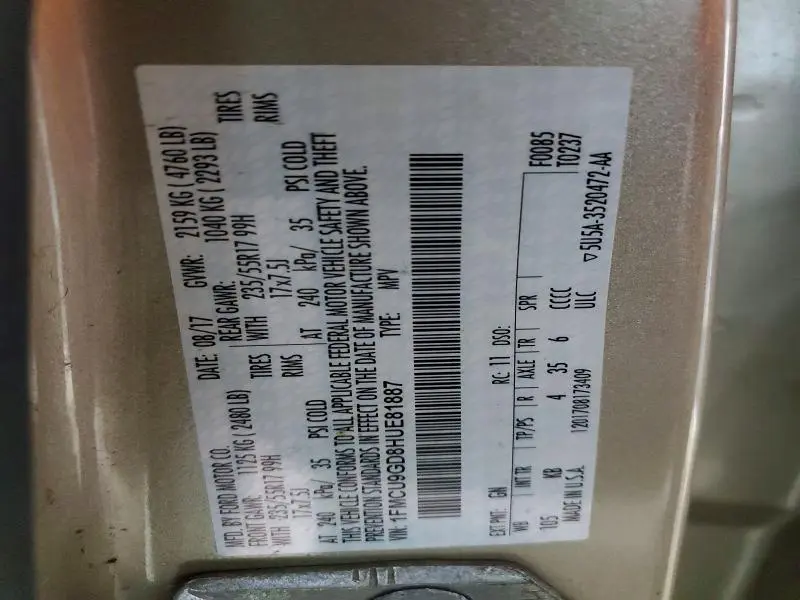 MFD. BY FORD MOTOR CO. DATE: 08/17 GVWR: 2159 KG ( 4760 LB)
FRONT GAWR: 1125 KG ( 2480 LB) REAR GAWR: 1040 KG ( 2293 LB)
WITH 235/55R17 99H TIRES WITH 235/55R17 99H TIRES
17x7.5J RIMS 17x7.5J RIMS
AT 240 kPa/ 35 PSI COLD AT 240 kPa/ 35 PSI COLD
THIS VEHICLE CONFORMS TO ALL APPLICABLE FEDERAL MOTOR VEHICLE SAFETY AND THEFT
PREVENTION STANDARDS IN EFFECT ON THE DATE OF MANUFACTURE SHOWN ABOVE.
VIN: 1FMCU9GD8HUE81887 TYPE: MPV
F0085
EXT PNT: GN RC: 11 DSO: T0237
WB INT TR TP/PS R AXLE TR SPR
105 KB 4 35 6 CCCC
MADE IN U.S.A. 1201708173409 ULC ▽5U5A-3520472-AA